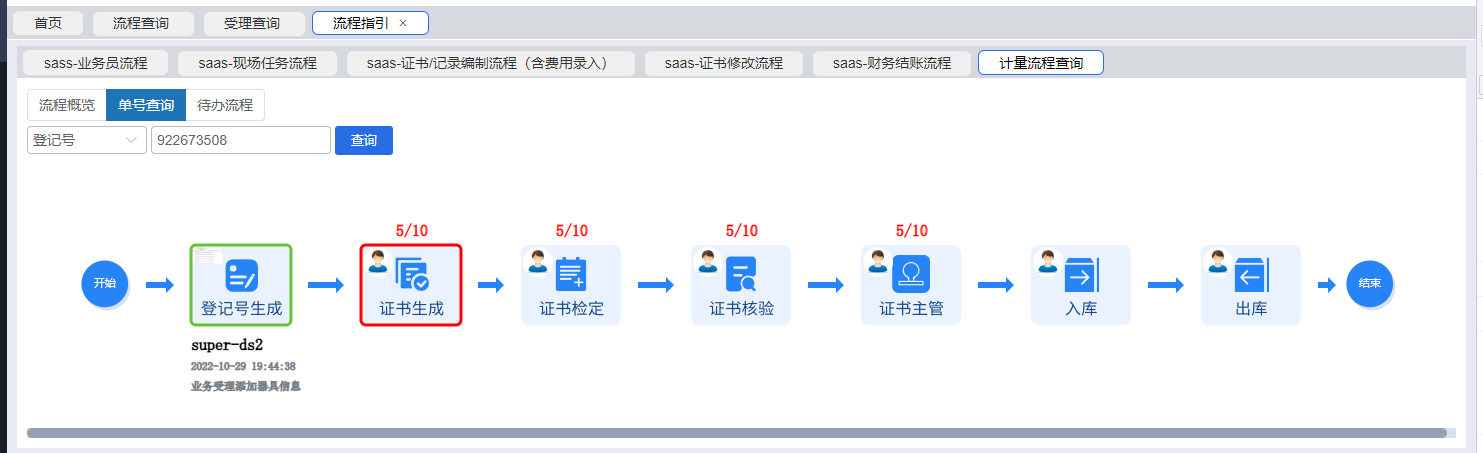 首页 流程查询 受理查询 流程指引 ×
sass-业务员流程 saas-现场任务流程 saas-证书/记录编制流程（含费用录入） saas-证书修改流程 saas-财务结账流程 计量流程查询
流程概览 单号查询 待办流程
登记号 922673508 查询
5/10 5/10 5/10 5/10
开始 登记号生成 证书生成 证书检定 证书核验 证书主管 入库 出库 结束
super-ds2
2022-10-29 19:44:38
业务受理添加器具信息